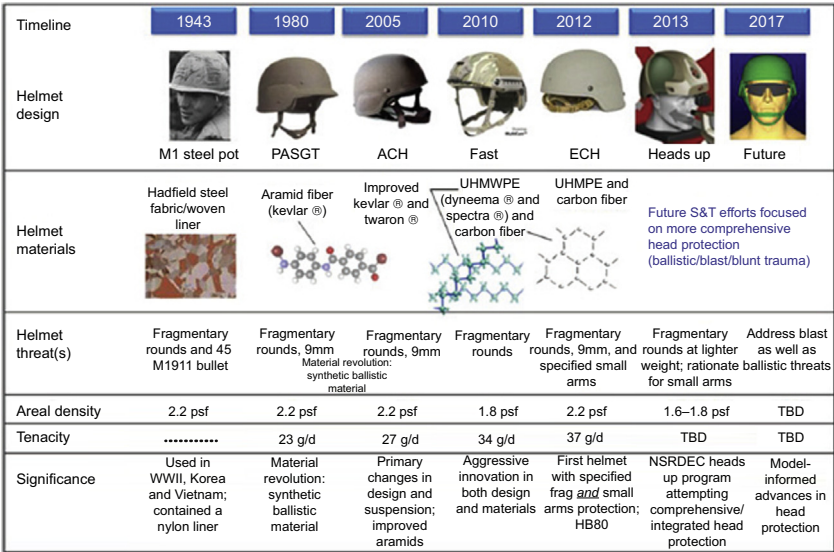 Timeline
1943
1980
2005
2010
2012
2013
2017
Helmet
design
M1 steel pot
PASGT
ACH
Fast
ECH
Heads up
Future
Helmet
materials
Hadfield steel
fabric/woven
liner
Aramid fiber
(kevlar ®)
Improved
kevlar ® and
twaron ®
UHMWPE
(dyneema ® and
spectra ®) and
carbon fiber
UHMPE and
carbon fiber
Future S&T efforts focused
on more comprehensive
head protection
(ballistic/blast/blunt trauma)
Helmet
threat(s)
Fragmentary
rounds and 45
M1911 bullet
Fragmentary
rounds, 9mm
Material revolution:
synthetic ballistic
material
Fragmentary
rounds, 9mm
Fragmentary
rounds
Fragmentary
rounds, 9mm, and
specified small
arms
Fragmentary
rounds at lighter
weight; rationate
for small arms
Address blast
as well as
ballistic threats
Areal density
2.2 psf
2.2 psf
2.2 psf
1.8 psf
2.2 psf
1.6–1.8 psf
TBD
Tenacity
...........
23 g/d
27 g/d
34 g/d
37 g/d
TBD
TBD
Significance
Used in
WWII, Korea
and Vietnam;
contained a
nylon liner
Material
revolution:
synthetic
ballistic
material
Primary
changes in
design and
suspension;
improved
aramids
Aggressive
innovation in
both design
and materials
First helmet
with specified
frag and small
arms protection;
HB80
NSRDEC heads
up program
attempting
comprehensive/
integrated head
protection
Model-
informed
advances in
head
protection